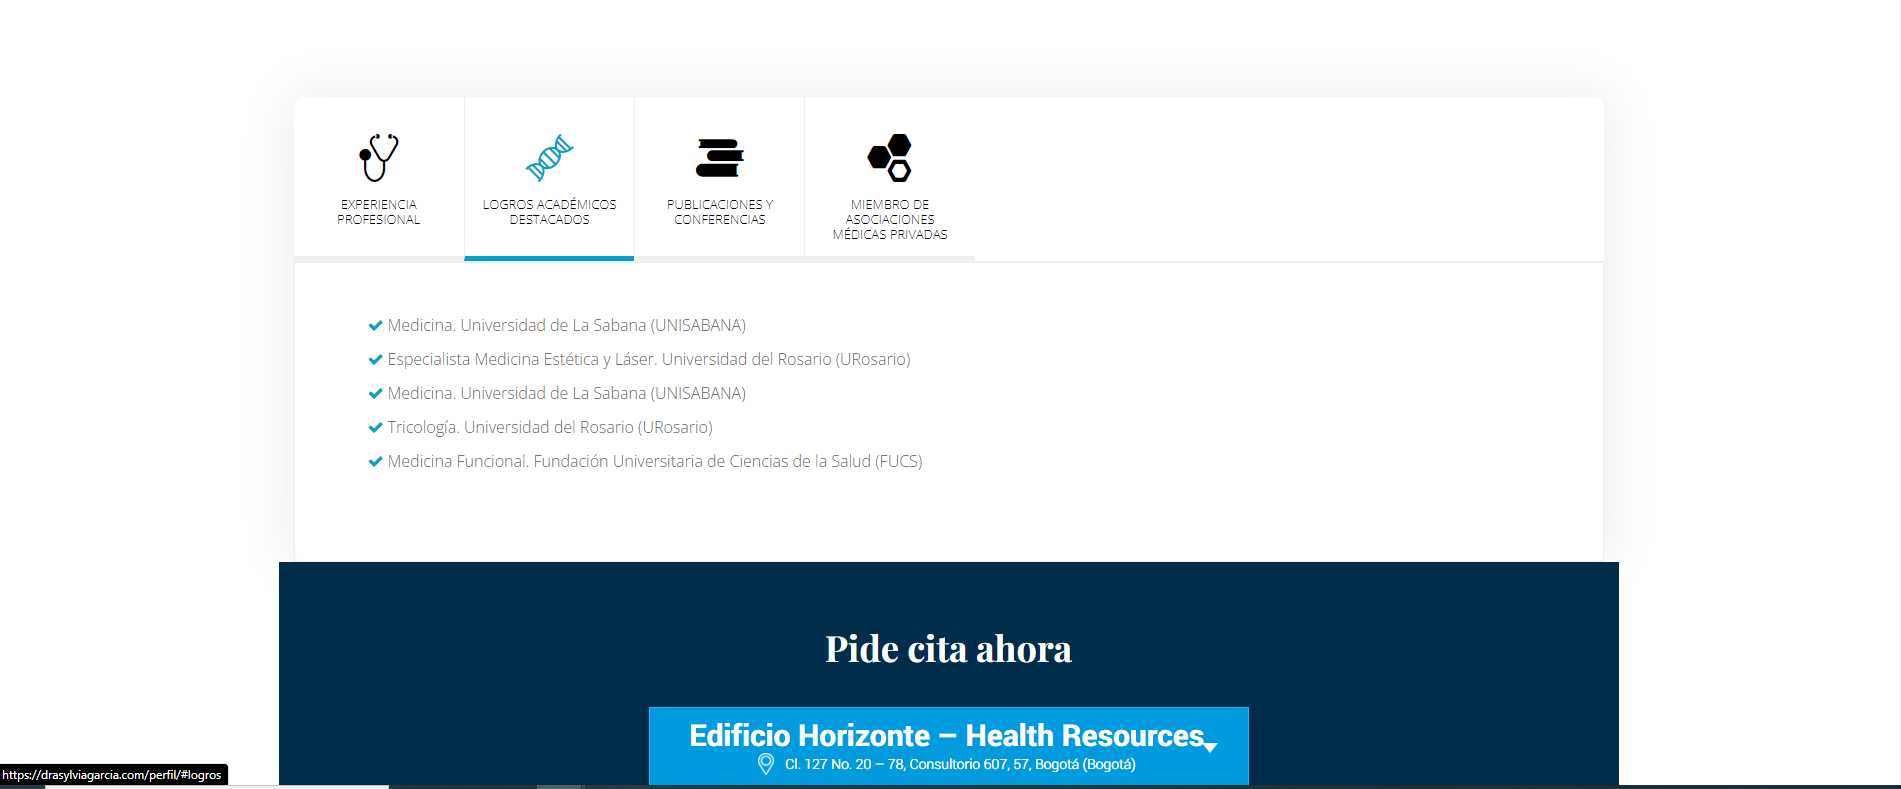 EXPERIENCIA
PROFESIONAL
LOGROS ACADÉMICOS
DESTACADOS
PUBLICACIONES Y
CONFERENCIAS
MIEMBRO DE
ASOCIACIONES
MÉDICAS PRIVADAS
Medicina. Universidad de La Sabana (UNISABANA)
Especialista Medicina Estética y Láser. Universidad del Rosario (URosario)
Medicina. Universidad de La Sabana (UNISABANA)
Tricología. Universidad del Rosario (URosario)
Medicina Funcional. Fundación Universitaria de Ciencias de la Salud (FUCS)
Pide cita ahora
Edificio Horizonte – Health Resources
Cl. 127 No. 20 – 78, Consultorio 607, 57, Bogotá (Bogotá)
https://drasylviagarcia.com/perfil/#logros